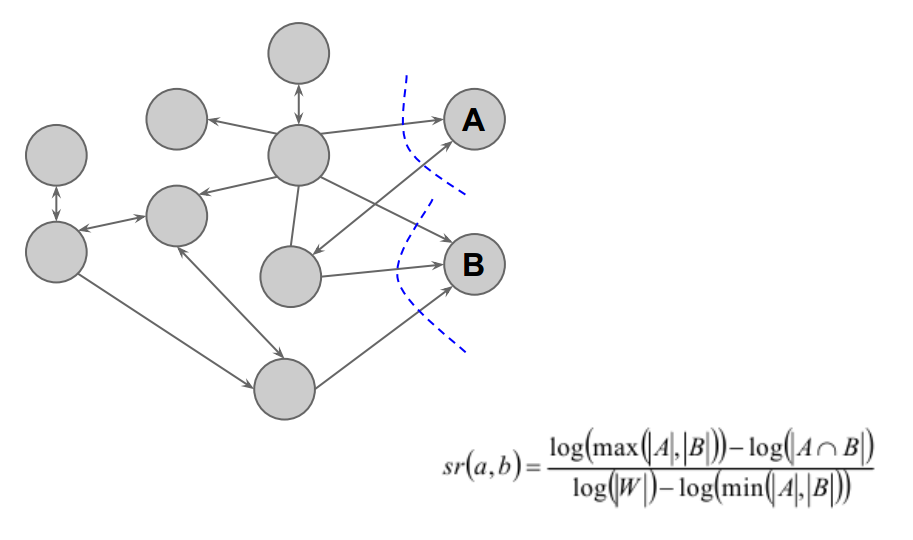 A
B
sr(a,b) = log(max(|A|,|B|)) − log(|A ∩ B|) / log(|W|) − log(min(|A|,|B|))